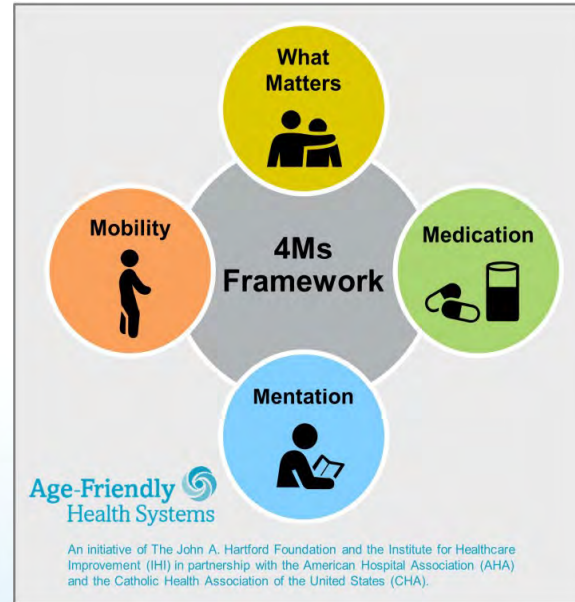 What
Matters
Mobility
4Ms
Framework
Medication
Mentation
Age-Friendly
Health Systems
An initiative of The John A. Hartford Foundation and the Institute for Healthcare
Improvement (IHI) in partnership with the American Hospital Association (AHA)
and the Catholic Health Association of the United States (CHA).